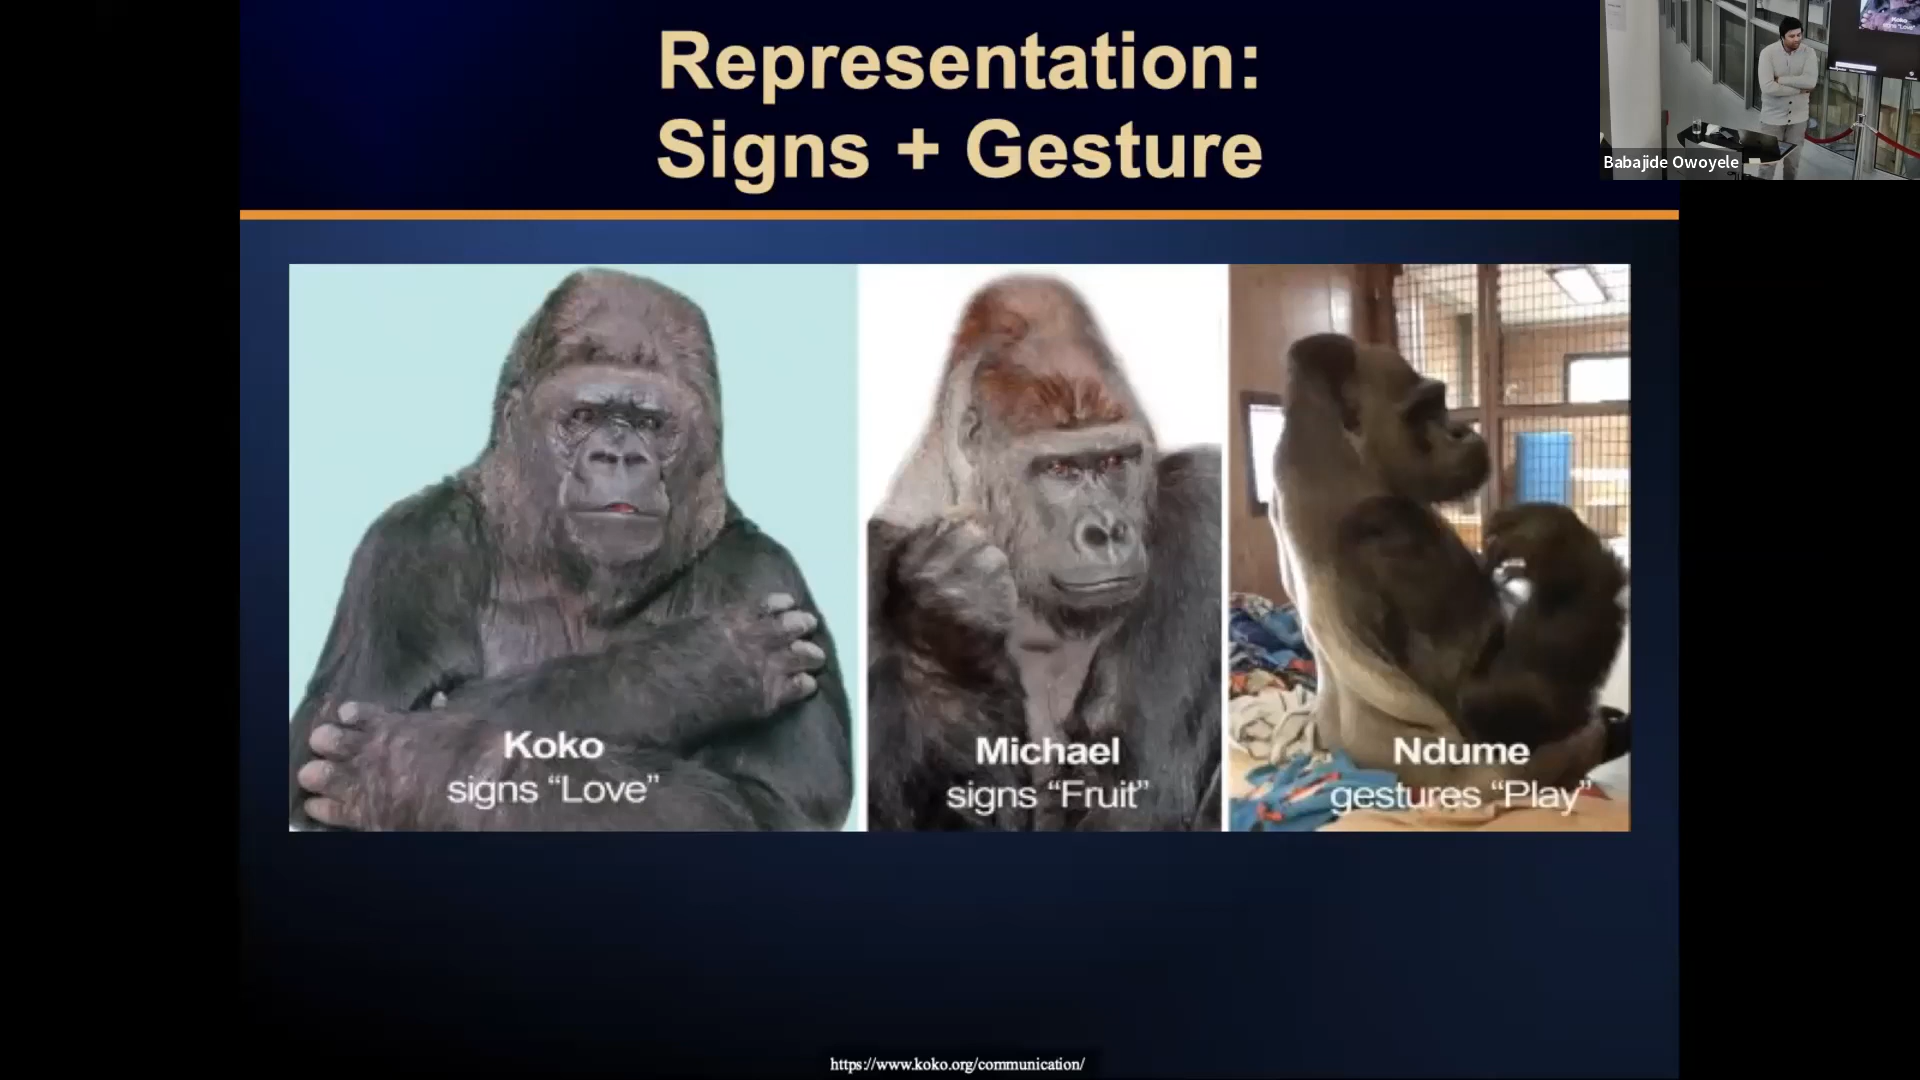 Representation:
Signs + Gesture
Babajide Owoyele
Koko
signs “Love”
Michael
signs “Fruit”
Ndume
gestures “Play”
https://www.koko.org/communication/